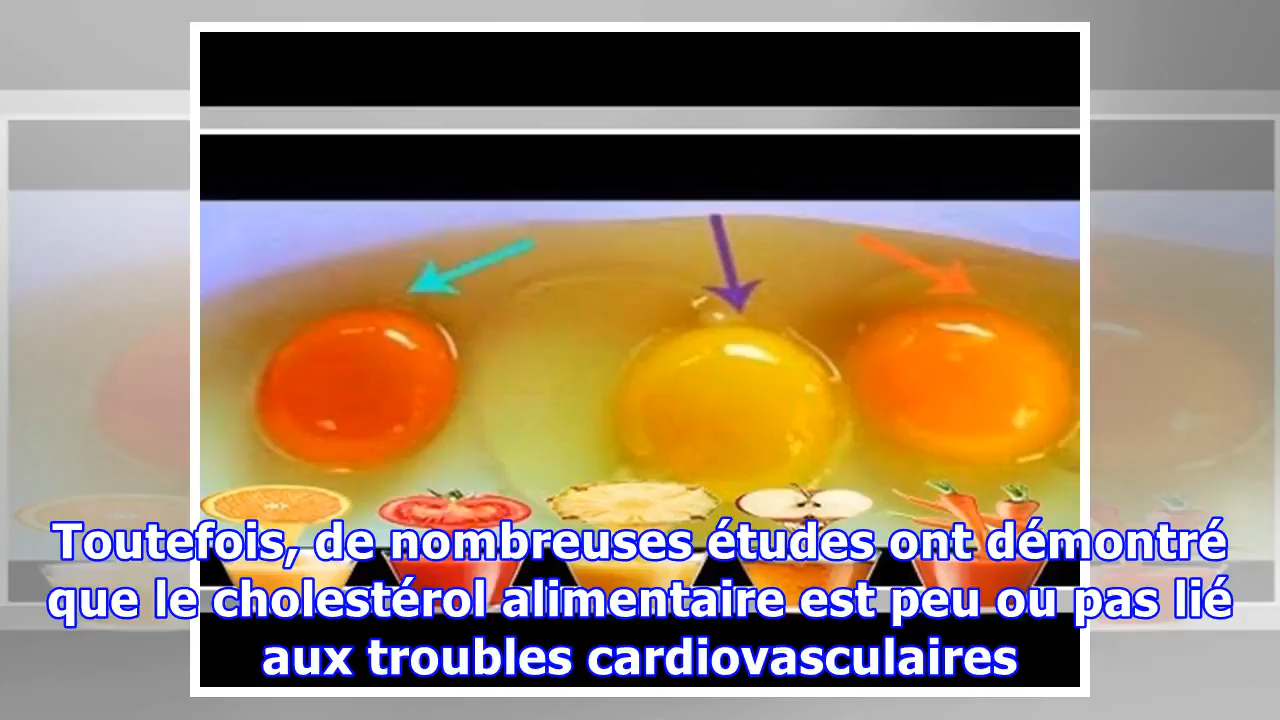 Toutefois, de nombreuses études ont démontré
que le cholestérol alimentaire est peu ou pas lié
aux troubles cardiovasculaires